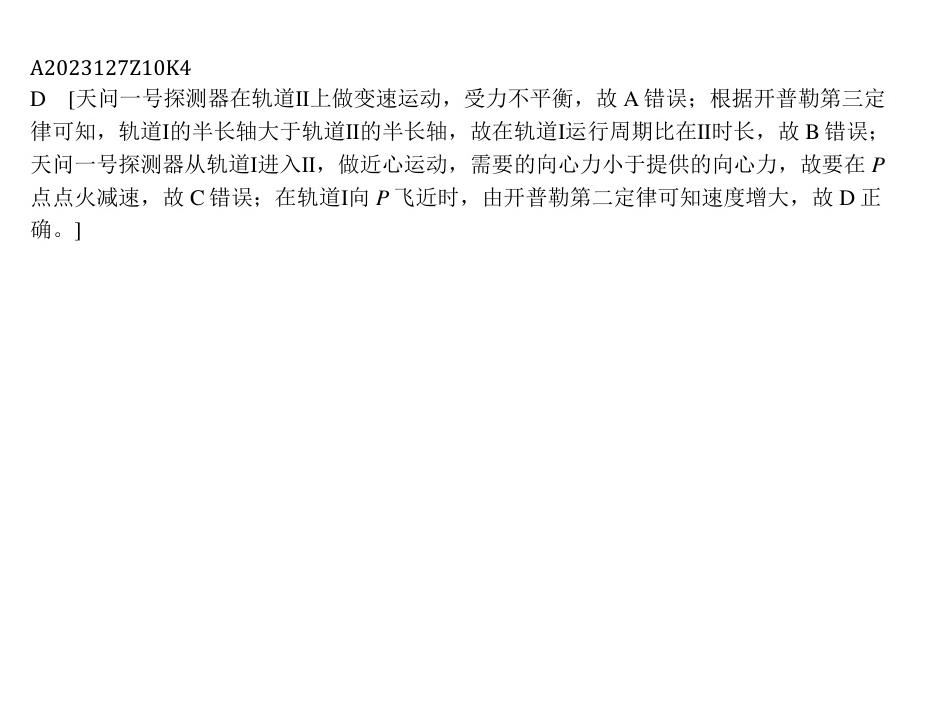 A2023127Z10K4
D [天问一号探测器在轨道Ⅱ上做变速运动，受力不平衡，故 A 错误；根据开普勒第三定
律可知，轨道Ⅰ的半长轴大于轨道Ⅱ的半长轴，故在轨道Ⅰ运行周期比在Ⅱ时长，故 B 错误；
天问一号探测器从轨道Ⅰ进入Ⅱ，做近心运动，需要的向心力小于提供的向心力，故要在 P
点点火减速，故 C 错误；在轨道Ⅰ向 P 飞近时，由开普勒第二定律可知速度增大，故 D 正
确。]